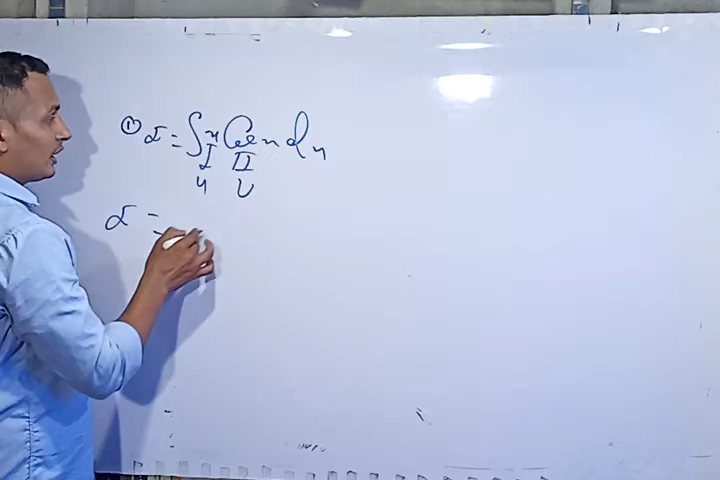 ① I = ∫ x Cos x dx
I II
u v
I =